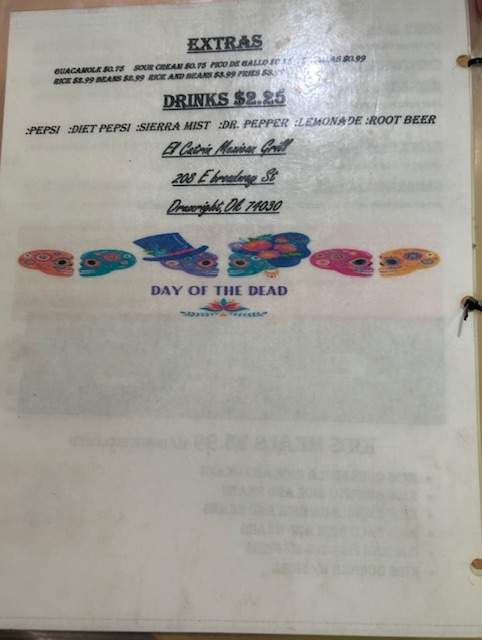 EXTRAS
GUACAMOLE $0.75 SOUR CREAM $0.75 PICO DE GALLO $0.99
RICE $2.99 BEANS $2.99 RICE AND BEANS $3.99 FRIES
DRINKS $2.25
:PEPSI :DIET PEPSI :SIERRA MIST :DR. PEPPER :LEMONADE :ROOT BEER
El Catrin Mexican Grill
208 E broadway St
Drumright, Ok 74030
DAY OF THE DEAD